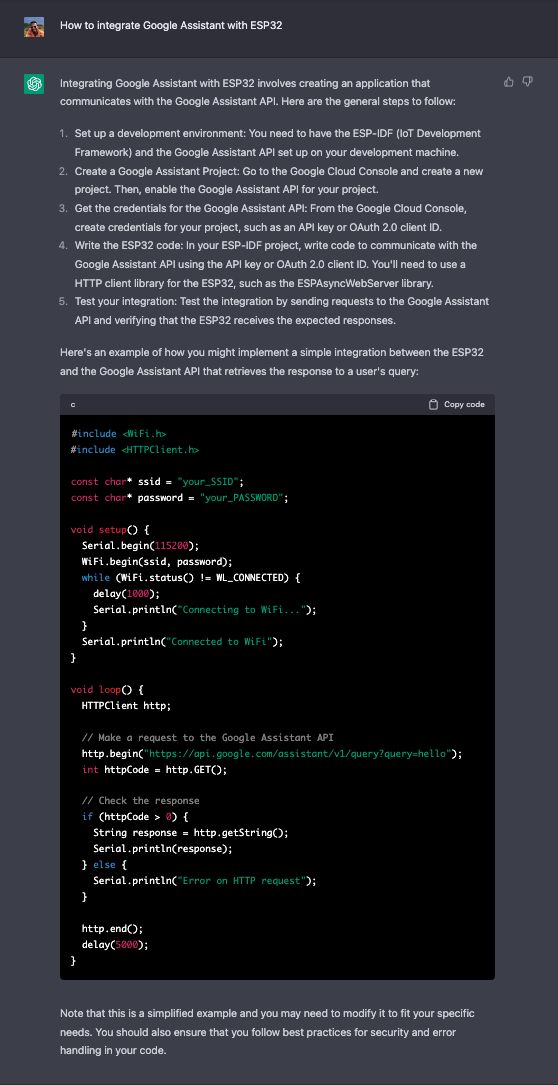 How to integrate Google Assistant with ESP32
Integrating Google Assistant with ESP32 involves creating an application that
communicates with the Google Assistant API. Here are the general steps to follow:
1. Set up a development environment: You need to have the ESP-IDF (IoT Development
Framework) and the Google Assistant API set up on your development machine.
2. Create a Google Assistant Project: Go to the Google Cloud Console and create a new
project. Then, enable the Google Assistant API for your project.
3. Get the credentials for the Google Assistant API: From the Google Cloud Console,
create credentials for your project, such as an API key or OAuth 2.0 client ID.
4. Write the ESP32 code: In your ESP-IDF project, write code to communicate with the
Google Assistant API using the API key or OAuth 2.0 client ID. You'll need to use a
HTTP client library for the ESP32, such as the ESPAsyncWebServer library.
5. Test your integration: Test the integration by sending requests to the Google Assistant
API and verifying that the ESP32 receives the expected responses.
Here's an example of how you might implement a simple integration between the ESP32
and the Google Assistant API that retrieves the response to a user's query:
c Copy code
#include <WiFi.h>
#include <HTTPClient.h>
const char* ssid = "your_SSID";
const char* password = "your_PASSWORD";
void setup() {
  Serial.begin(115200);
  WiFi.begin(ssid, password);
  while (WiFi.status() != WL_CONNECTED) {
    delay(1000);
    Serial.println("Connecting to WiFi...");
  }
  Serial.println("Connected to WiFi");
}
void loop() {
  HTTPClient http;
  // Make a request to the Google Assistant API
  http.begin("https://api.google.com/assistant/v1/query?query=hello");
  int httpCode = http.GET();
  // Check the response
  if (httpCode > 0) {
    String response = http.getString();
    Serial.println(response);
  } else {
    Serial.println("Error on HTTP request");
  }
  http.end();
  delay(5000);
}
Note that this is a simplified example and you may need to modify it to fit your specific
needs. You should also ensure that you follow best practices for security and error
handling in your code.